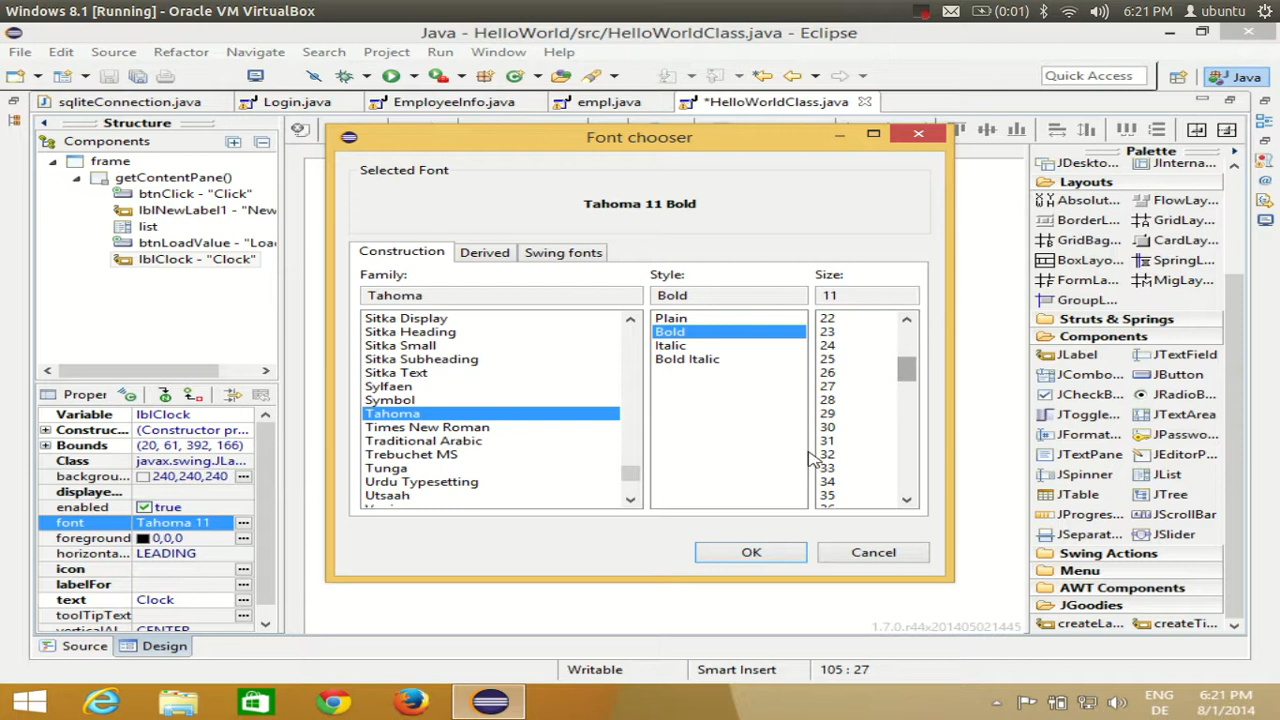 Windows 8.1 [Running] - Oracle VM VirtualBox
(0:01)
6:21 PM
ubuntu
Java - HelloWorld/src/HelloWorldClass.java - Eclipse
File Edit Source Refactor Navigate Search Project Run Window Help
Quick Access
Java
sqliteConnection.java
Login.java
EmployeeInfo.java
empl.java
*HelloWorldClass.java
Structure
Components
frame
getContentPane()
btnClick - "Click"
lblNewLabel1 - "New
list
btnLoadValue - "Loa
lblClock - "Clock"
Proper
Variable lblClock
Construc... (Constructor pr...
Bounds (20, 61, 392, 166)
Class javax.swing.JLa...
backgrou... 240,240,240
displaye...
enabled true
font Tahoma 11
foreground 0,0,0
horizonta... LEADING
icon
labelFor
text Clock
toolTipText
verticalAl... CENTER
Source
Design
Font chooser
Selected Font
Tahoma 11 Bold
Construction
Derived
Swing fonts
Family:
Tahoma
Sitka Display
Sitka Heading
Sitka Small
Sitka Subheading
Sitka Text
Sylfaen
Symbol
Tahoma
Times New Roman
Traditional Arabic
Trebuchet MS
Tunga
Urdu Typesetting
Utsaah
Style:
Bold
Plain
Bold
Italic
Bold Italic
Size:
11
22
23
24
25
26
27
28
29
30
31
32
33
34
35
OK
Cancel
1.7.0.r44x201405021445
Palette
JDeskto... JInterna...
Layouts
Absolut... FlowLay...
BorderL... GridLay...
GridBag... CardLay...
BoxLayo... SpringL...
FormLa... MigLay...
GroupL...
Struts & Springs
Components
JLabel JTextField
JCombo... JButton
JCheckB... JRadioB...
JToggle... JTextArea
JFormat... JPasswo...
JTextPane JEditorP...
JSpinner JList
JTable JTree
JProgres... JScrollBar
JSeparat... JSlider
Swing Actions
Menu
AWT Components
JGoodies
createLa... createTi...
Writable
Smart Insert
105 : 27
ENG
DE
6:21 PM
8/1/2014